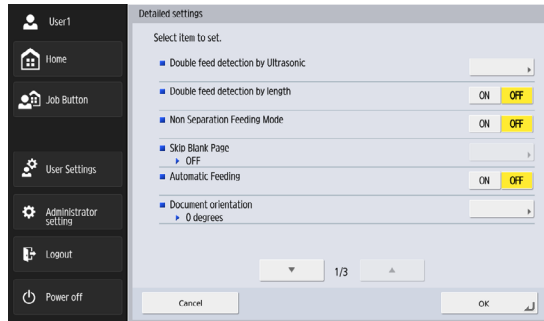 User1
Home
Job Button
User Settings
Administrator
setting
Logout
Power off
Detailed settings
Select item to set.
Double feed detection by Ultrasonic
Double feed detection by length
ON OFF
Non Separation Feeding Mode
ON OFF
Skip Blank Page
OFF
Automatic Feeding
ON OFF
Document orientation
0 degrees
1/3
Cancel
OK